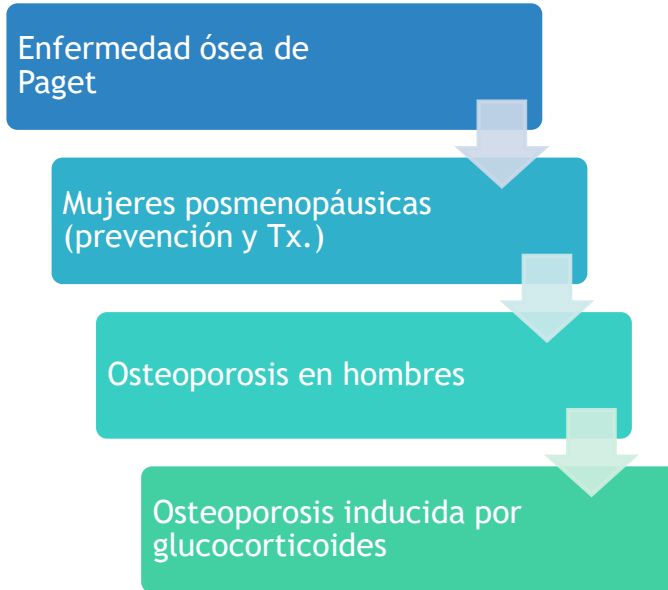 Enfermedad ósea de
Paget
Mujeres posmenopáusicas
(prevención y Tx.)
Osteoporosis en hombres
Osteoporosis inducida por
glucocorticoides